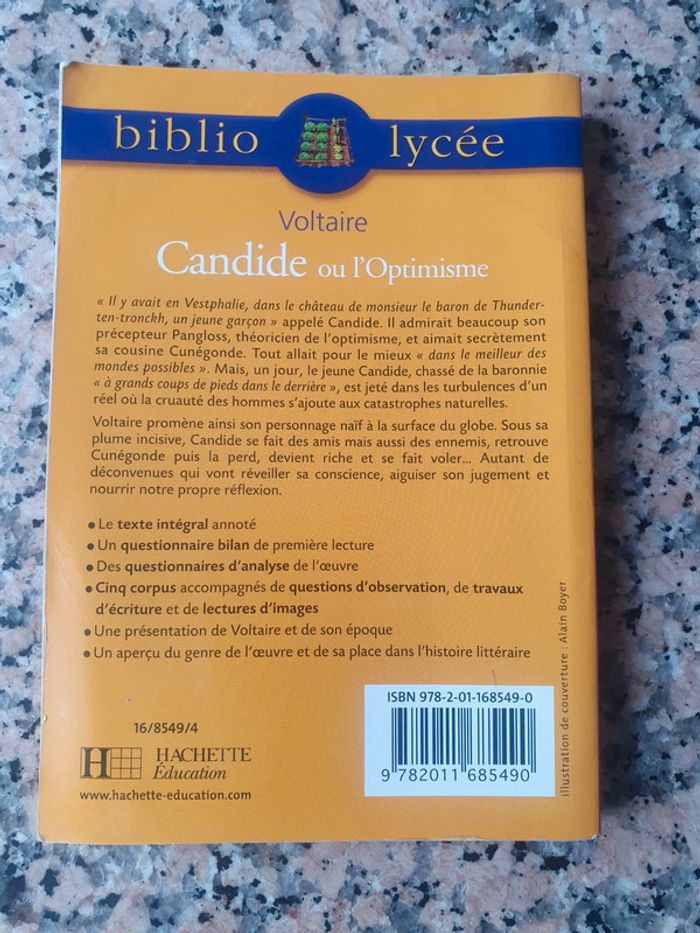 biblio lycée
Voltaire
Candide ou l'Optimisme
« Il y avait en Vestphalie, dans le château de monsieur le baron de Thunder-
ten-tronckh, un jeune garçon » appelé Candide. Il admirait beaucoup son
précepteur Pangloss, théoricien de l'optimisme, et aimait secrètement
sa cousine Cunégonde. Tout allait pour le mieux « dans le meilleur des
mondes possibles ». Mais, un jour, le jeune Candide, chassé de la baronnie
« à grands coups de pieds dans le derrière », est jeté dans les turbulences d'un
réel où la cruauté des hommes s'ajoute aux catastrophes naturelles.
Voltaire promène ainsi son personnage naïf à la surface du globe. Sous sa
plume incisive, Candide se fait des amis mais aussi des ennemis, retrouve
Cunégonde puis la perd, devient riche et se fait voler... Autant de
déconvenues qui vont réveiller sa conscience, aiguiser son jugement et
nourrir notre propre réflexion.
• Le texte intégral annoté
• Un questionnaire bilan de première lecture
• Des questionnaires d'analyse de l'œuvre
• Cinq corpus accompagnés de questions d'observation, de travaux
d'écriture et de lectures d'images
• Une présentation de Voltaire et de son époque
• Un aperçu du genre de l'œuvre et de sa place dans l'histoire littéraire
illustration de couverture : Alain Boyer
ISBN 978-2-01-168549-0
9 782011 685490
16/8549/4
H HACHETTE
Éducation
www.hachette-education.com